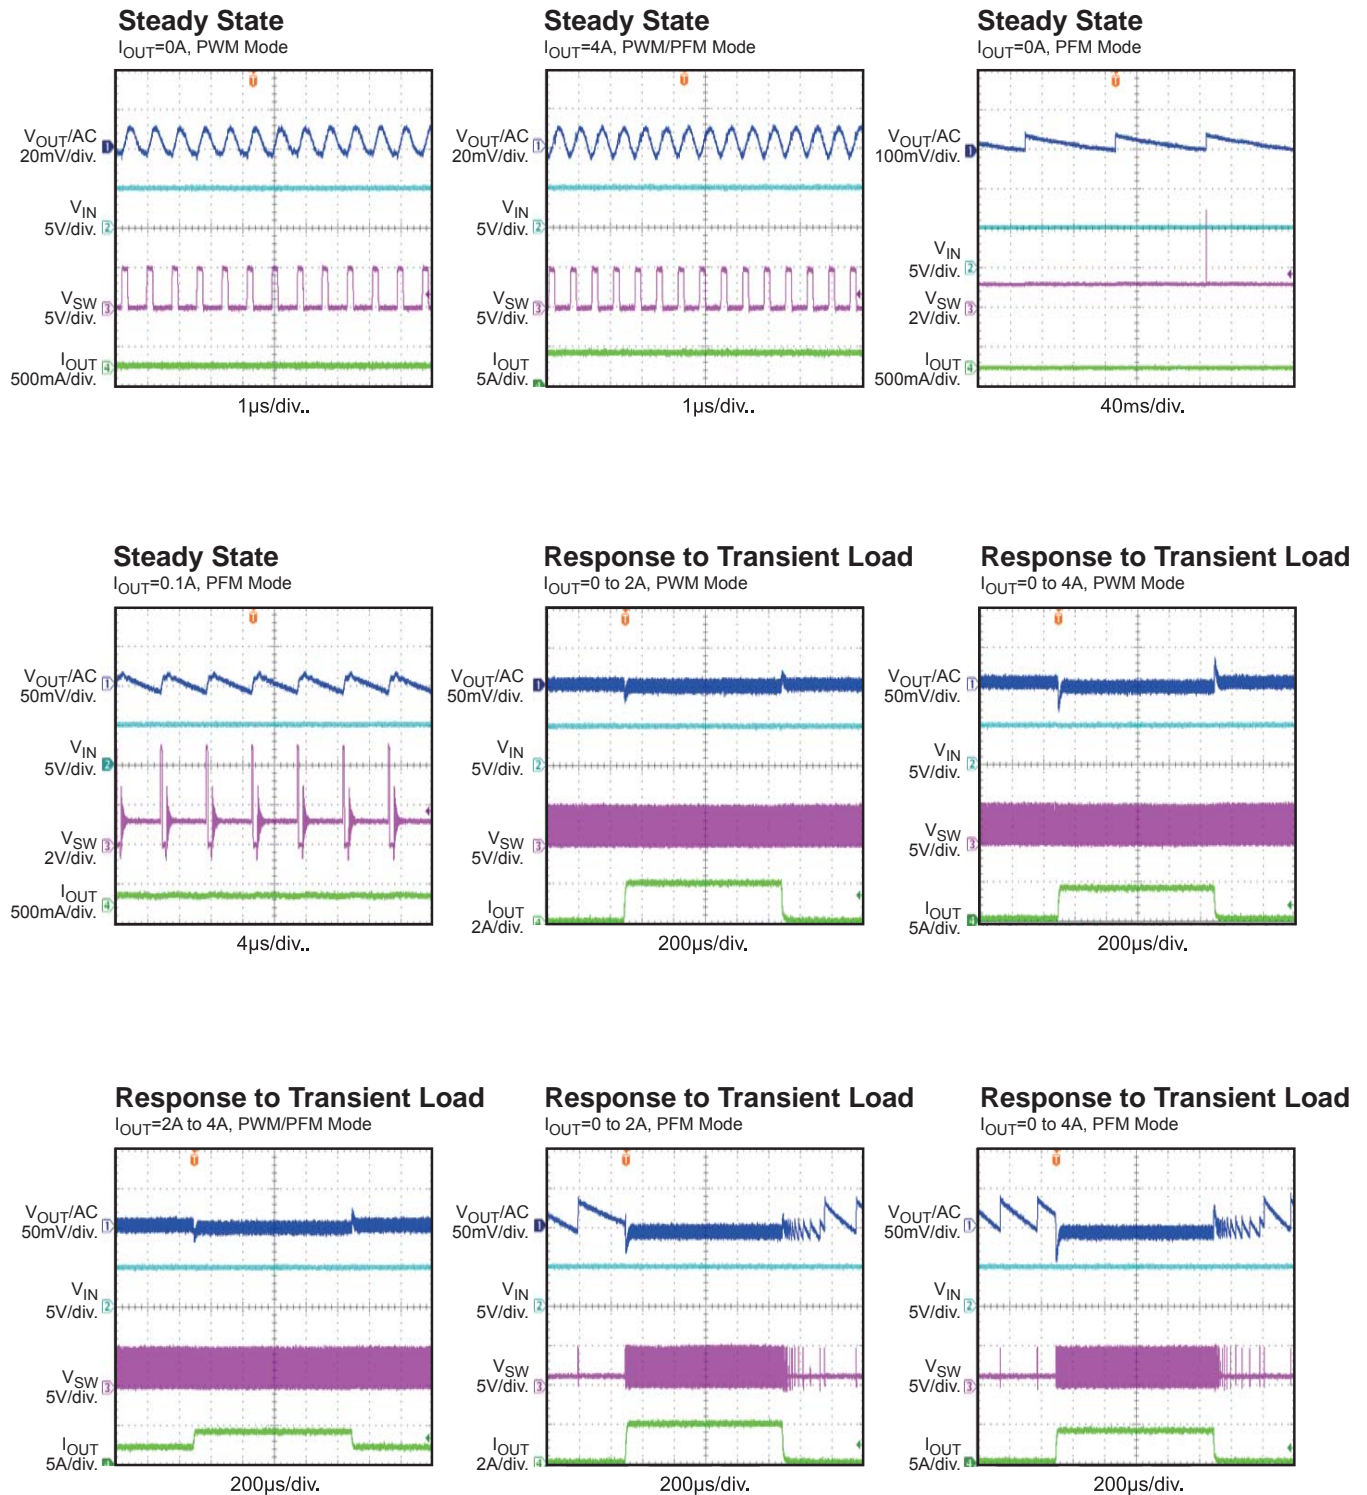 Steady State
IOUT=0A, PWM Mode
VOUT/AC
20mV/div.
VIN
5V/div.
VSW
5V/div.
IOUT
500mA/div.
1µs/div..
Steady State
IOUT=4A, PWM/PFM Mode
VOUT/AC
20mV/div.
VIN
5V/div.
VSW
5V/div.
IOUT
5A/div.
1µs/div..
Steady State
IOUT=0A, PFM Mode
VOUT/AC
100mV/div.
VIN
5V/div.
VSW
2V/div.
IOUT
500mA/div.
40ms/div.
Steady State
IOUT=0.1A, PFM Mode
VOUT/AC
50mV/div.
VIN
5V/div.
VSW
2V/div.
IOUT
500mA/div.
4µs/div..
Response to Transient Load
IOUT=0 to 2A, PWM Mode
VOUT/AC
50mV/div.
VIN
5V/div.
VSW
5V/div.
IOUT
2A/div.
200µs/div.
Response to Transient Load
IOUT=0 to 4A, PWM Mode
VOUT/AC
50mV/div.
VIN
5V/div.
VSW
5V/div.
IOUT
5A/div.
200µs/div.
Response to Transient Load
IOUT=2A to 4A, PWM/PFM Mode
VOUT/AC
50mV/div.
VIN
5V/div.
VSW
5V/div.
IOUT
5A/div.
200µs/div.
Response to Transient Load
IOUT=0 to 2A, PFM Mode
VOUT/AC
50mV/div.
VIN
5V/div.
VSW
5V/div.
IOUT
2A/div.
200µs/div.
Response to Transient Load
IOUT=0 to 4A, PFM Mode
VOUT/AC
50mV/div.
VIN
5V/div.
VSW
5V/div.
IOUT
5A/div.
200µs/div.